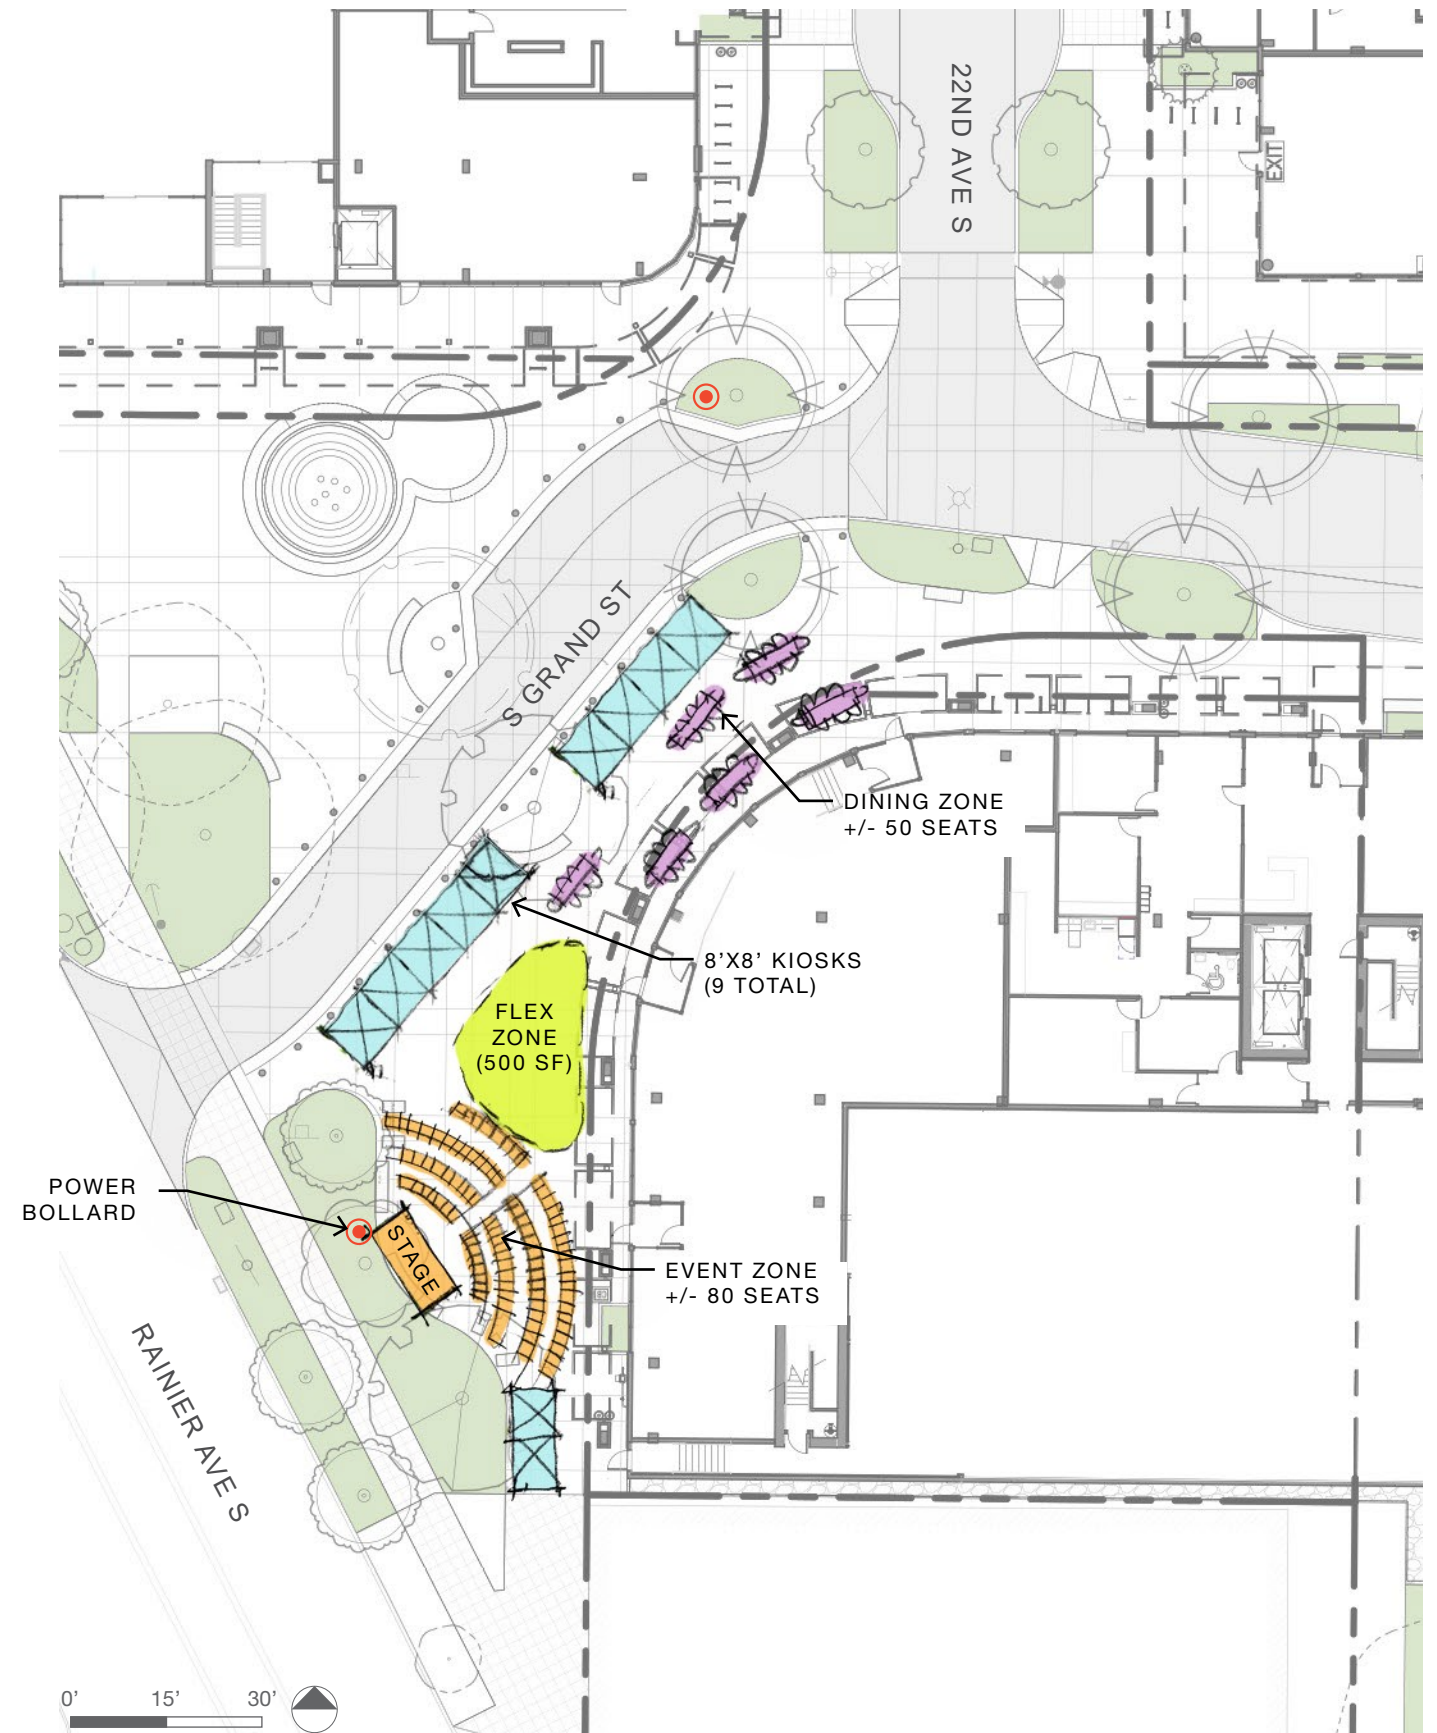 22ND AVE S
EXIT
S GRAND ST
DINING ZONE
+/- 50 SEATS
8'X8' KIOSKS
(9 TOTAL)
FLEX
ZONE
(500 SF)
POWER
BOLLARD
STAGE
EVENT ZONE
+/- 80 SEATS
RAINIER AVE S
0' 15' 30'